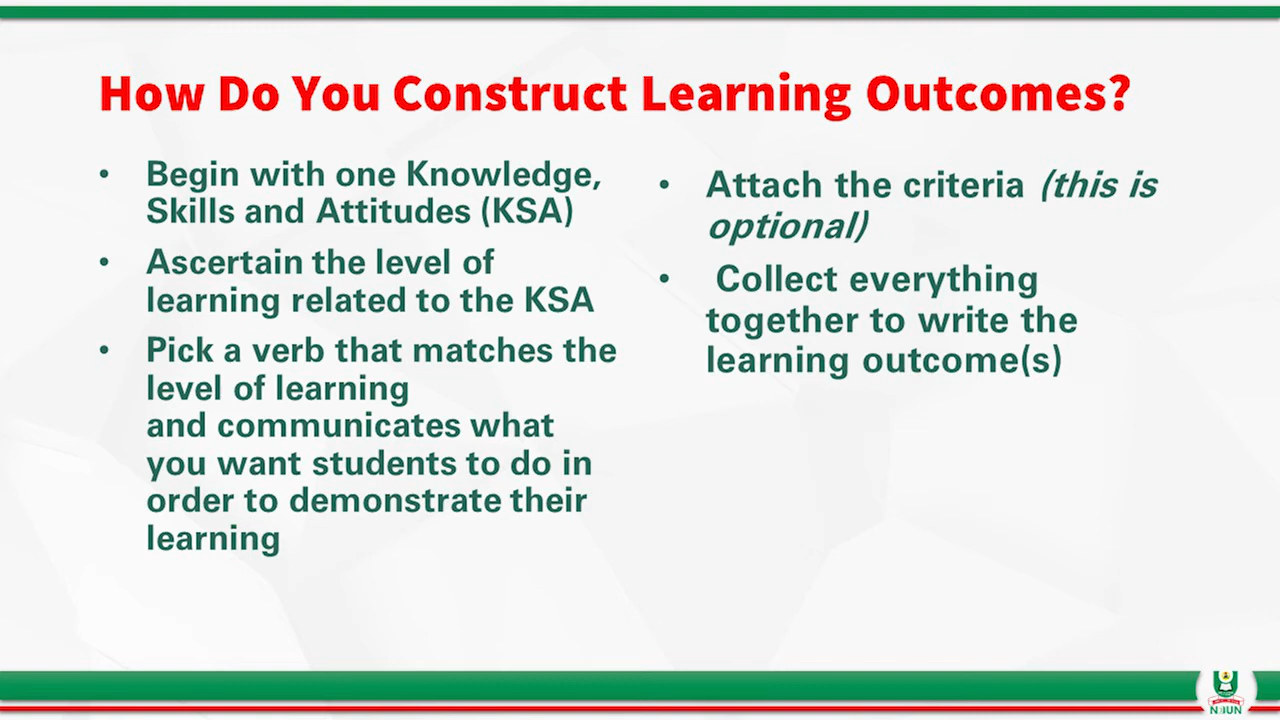 How Do You Construct Learning Outcomes?
• Begin with one Knowledge,
Skills and Attitudes (KSA)
• Ascertain the level of
learning related to the KSA
• Pick a verb that matches the
level of learning
and communicates what
you want students to do in
order to demonstrate their
learning
• Attach the criteria (this is
optional)
• Collect everything
together to write the
learning outcome(s)